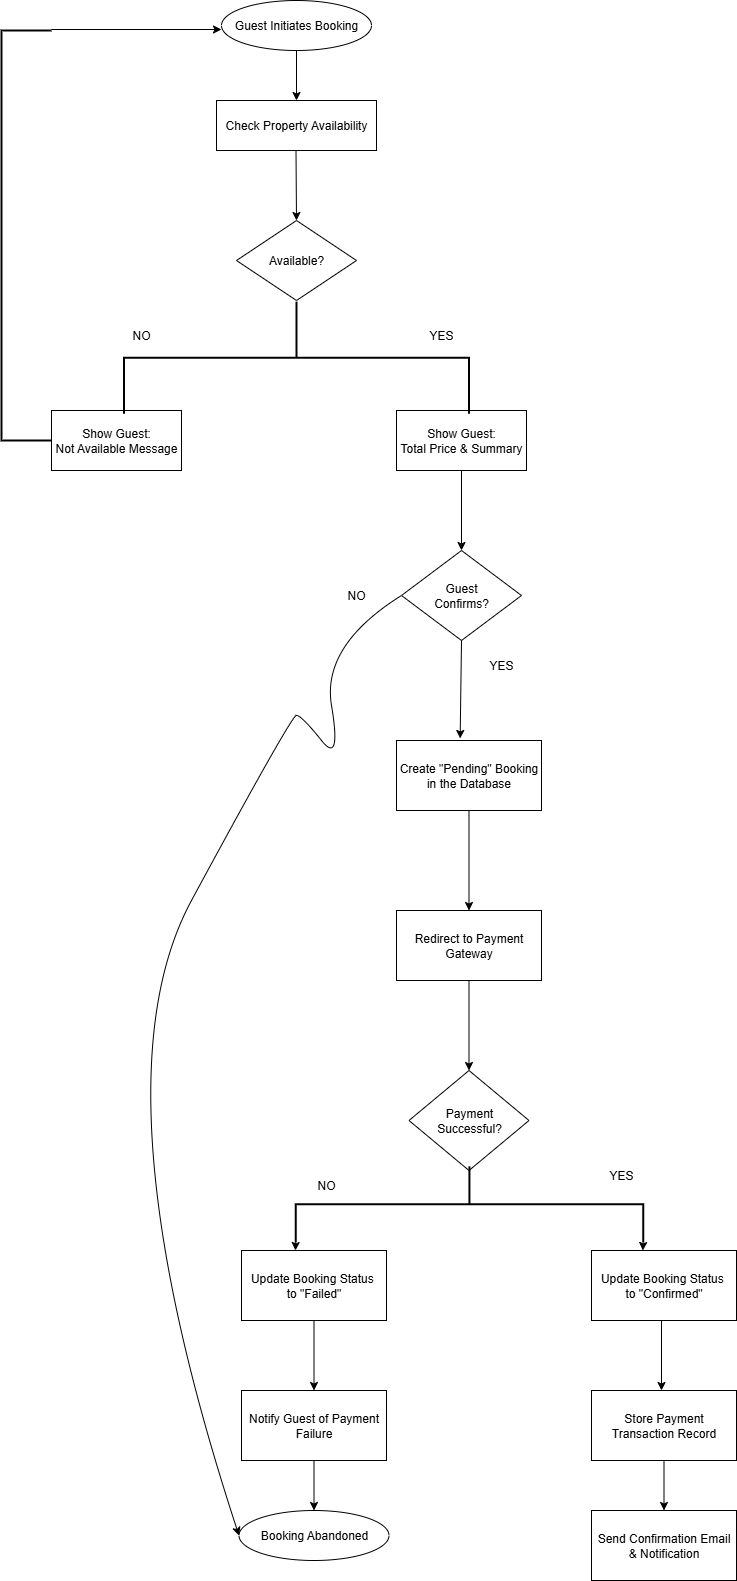 Guest Initiates Booking
Check Property Availability
Available?
NO
YES
Show Guest:
Not Available Message
Show Guest:
Total Price & Summary
Guest
Confirms?
NO
YES
Create "Pending" Booking
in the Database
Redirect to Payment
Gateway
Payment
Successful?
NO
YES
Update Booking Status
to "Failed"
Update Booking Status
to "Confirmed"
Notify Guest of Payment
Failure
Store Payment
Transaction Record
Booking Abandoned
Send Confirmation Email
& Notification